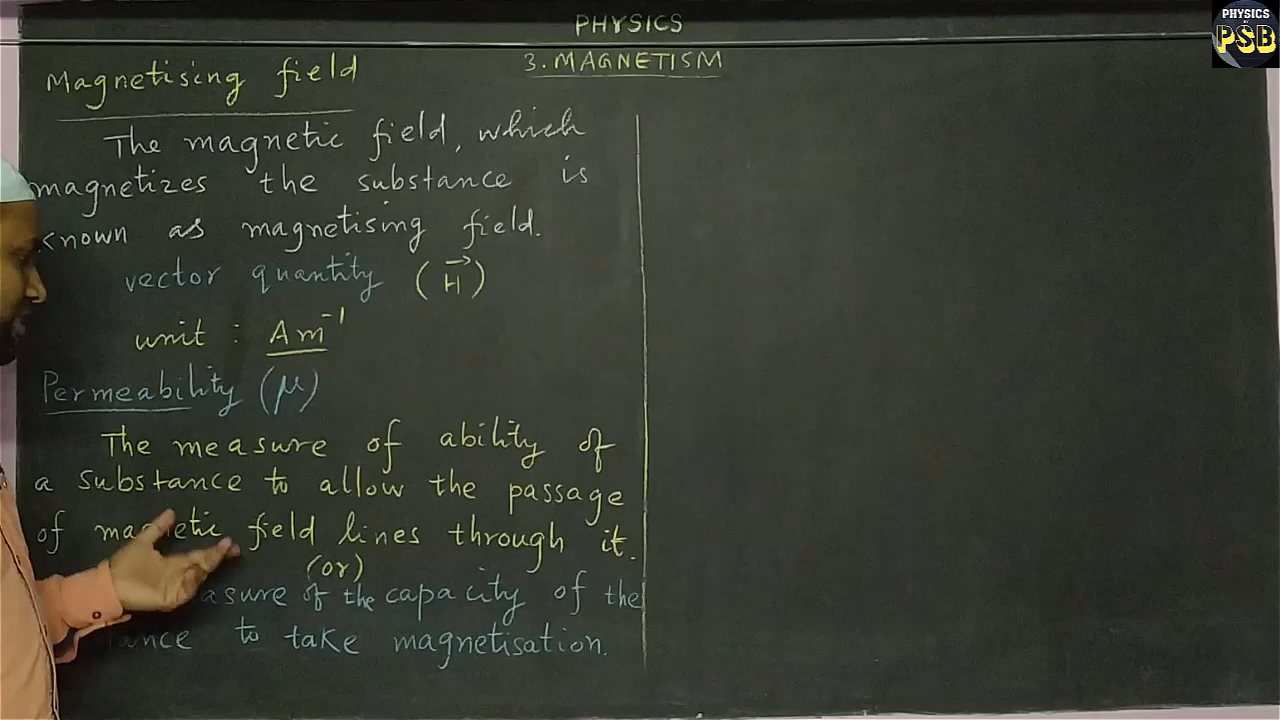 PHYSICS
PHYSICS
BY
PSB
3. MAGNETISM
Magnetising field
The magnetic field, which
magnetizes the substance is
known as magnetising field.
vector quantity (H⃗)
unit : Am⁻¹
Permeability (μ)
The measure of ability of
a substance to allow the passage
of magnetic field lines through it.
(or)
of the capacity of the
to take magnetisation.